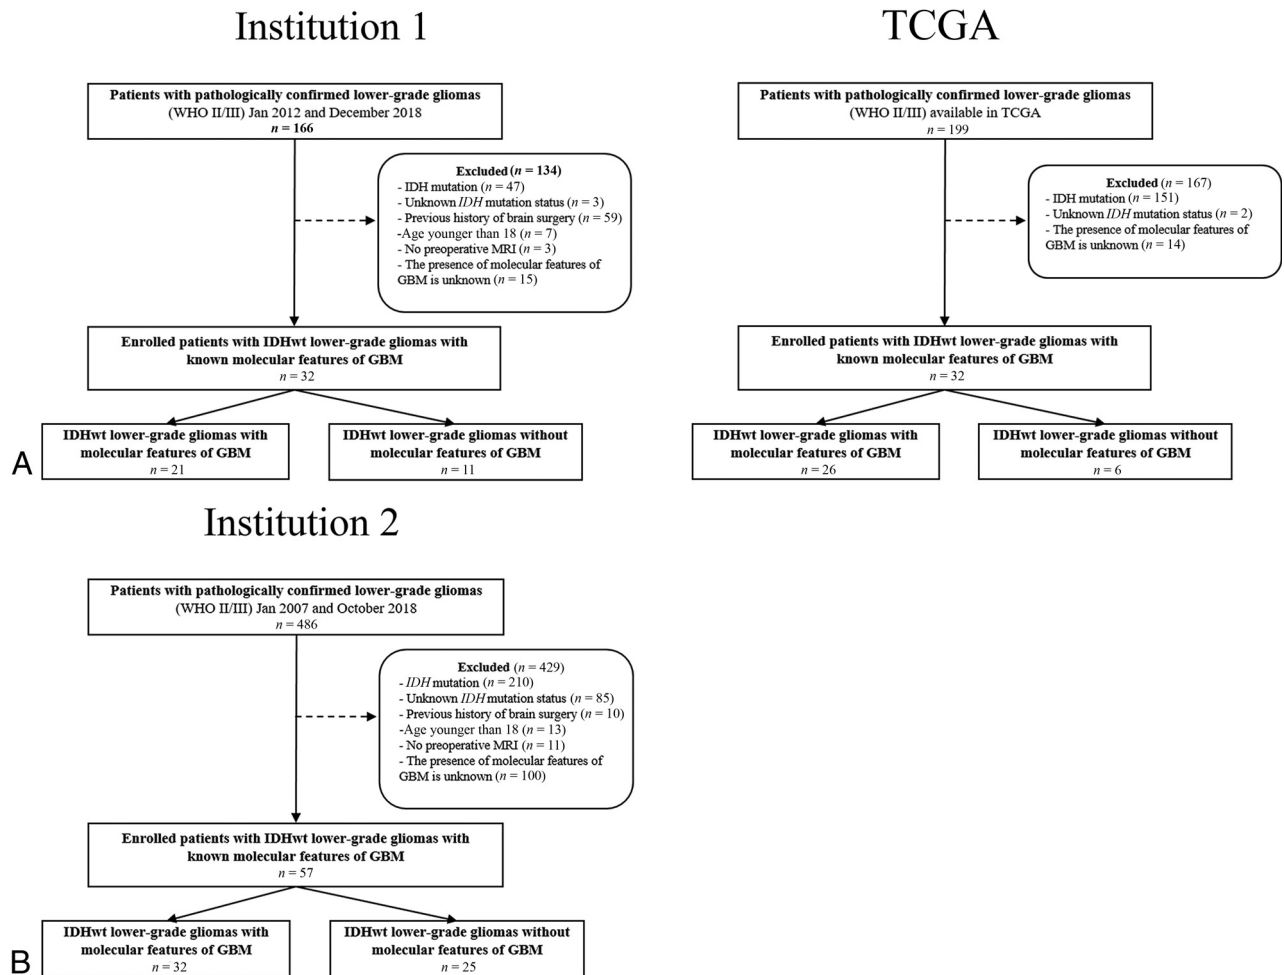 Institution 1
Patients with pathologically confirmed lower-grade gliomas
(WHO II/III) Jan 2012 and December 2018
n = 166
Excluded (n = 134)
- IDH mutation (n = 47)
- Unknown IDH mutation status (n = 3)
- Previous history of brain surgery (n = 59)
-Age younger than 18 (n = 7)
- No preoperative MRI (n = 3)
- The presence of molecular features of
GBM is unknown (n = 15)
Enrolled patients with IDHwt lower-grade gliomas with
known molecular features of GBM
n = 32
IDHwt lower-grade gliomas with
molecular features of GBM
n = 21
IDHwt lower-grade gliomas without
molecular features of GBM
n = 11
A
TCGA
Patients with pathologically confirmed lower-grade gliomas
(WHO II/III) available in TCGA
n = 199
Excluded (n = 167)
- IDH mutation (n = 151)
- Unknown IDH mutation status (n = 2)
- The presence of molecular features of
GBM is unknown (n = 14)
Enrolled patients with IDHwt lower-grade gliomas with
known molecular features of GBM
n = 32
IDHwt lower-grade gliomas with
molecular features of GBM
n = 26
IDHwt lower-grade gliomas without
molecular features of GBM
n = 6
Institution 2
Patients with pathologically confirmed lower-grade gliomas
(WHO II/III) Jan 2007 and October 2018
n = 486
Excluded (n = 429)
- IDH mutation (n = 210)
- Unknown IDH mutation status (n = 85)
- Previous history of brain surgery (n = 10)
-Age younger than 18 (n = 13)
- No preoperative MRI (n = 11)
- The presence of molecular features of
GBM is unknown (n = 100)
Enrolled patients with IDHwt lower-grade gliomas with
known molecular features of GBM
n = 57
IDHwt lower-grade gliomas with
molecular features of GBM
n = 32
IDHwt lower-grade gliomas without
molecular features of GBM
n = 25
B